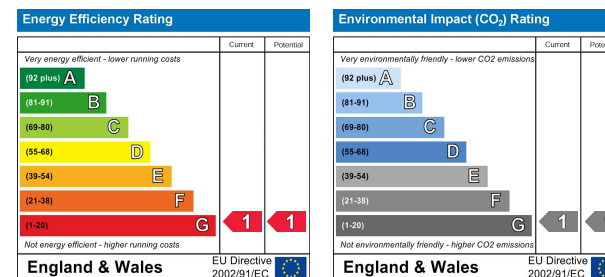 Energy Efficiency Rating
Current Potential
Very energy efficient - lower running costs
(92 plus) A
(81-91) B
(69-80) C
(55-68) D
(39-54) E
(21-38) F
(1-20) G 1 1
Not energy efficient - higher running costs
England & Wales
EU Directive
2002/91/EC
Environmental Impact (CO₂) Rating
Current Pote
Very environmentally friendly - lower CO2 emissions
(92 plus) A
(81-91) B
(69-80) C
(55-68) D
(39-54) E
(21-38) F
(1-20) G 1
Not environmentally friendly - higher CO2 emissions
England & Wales
EU Directive
2002/91/EC